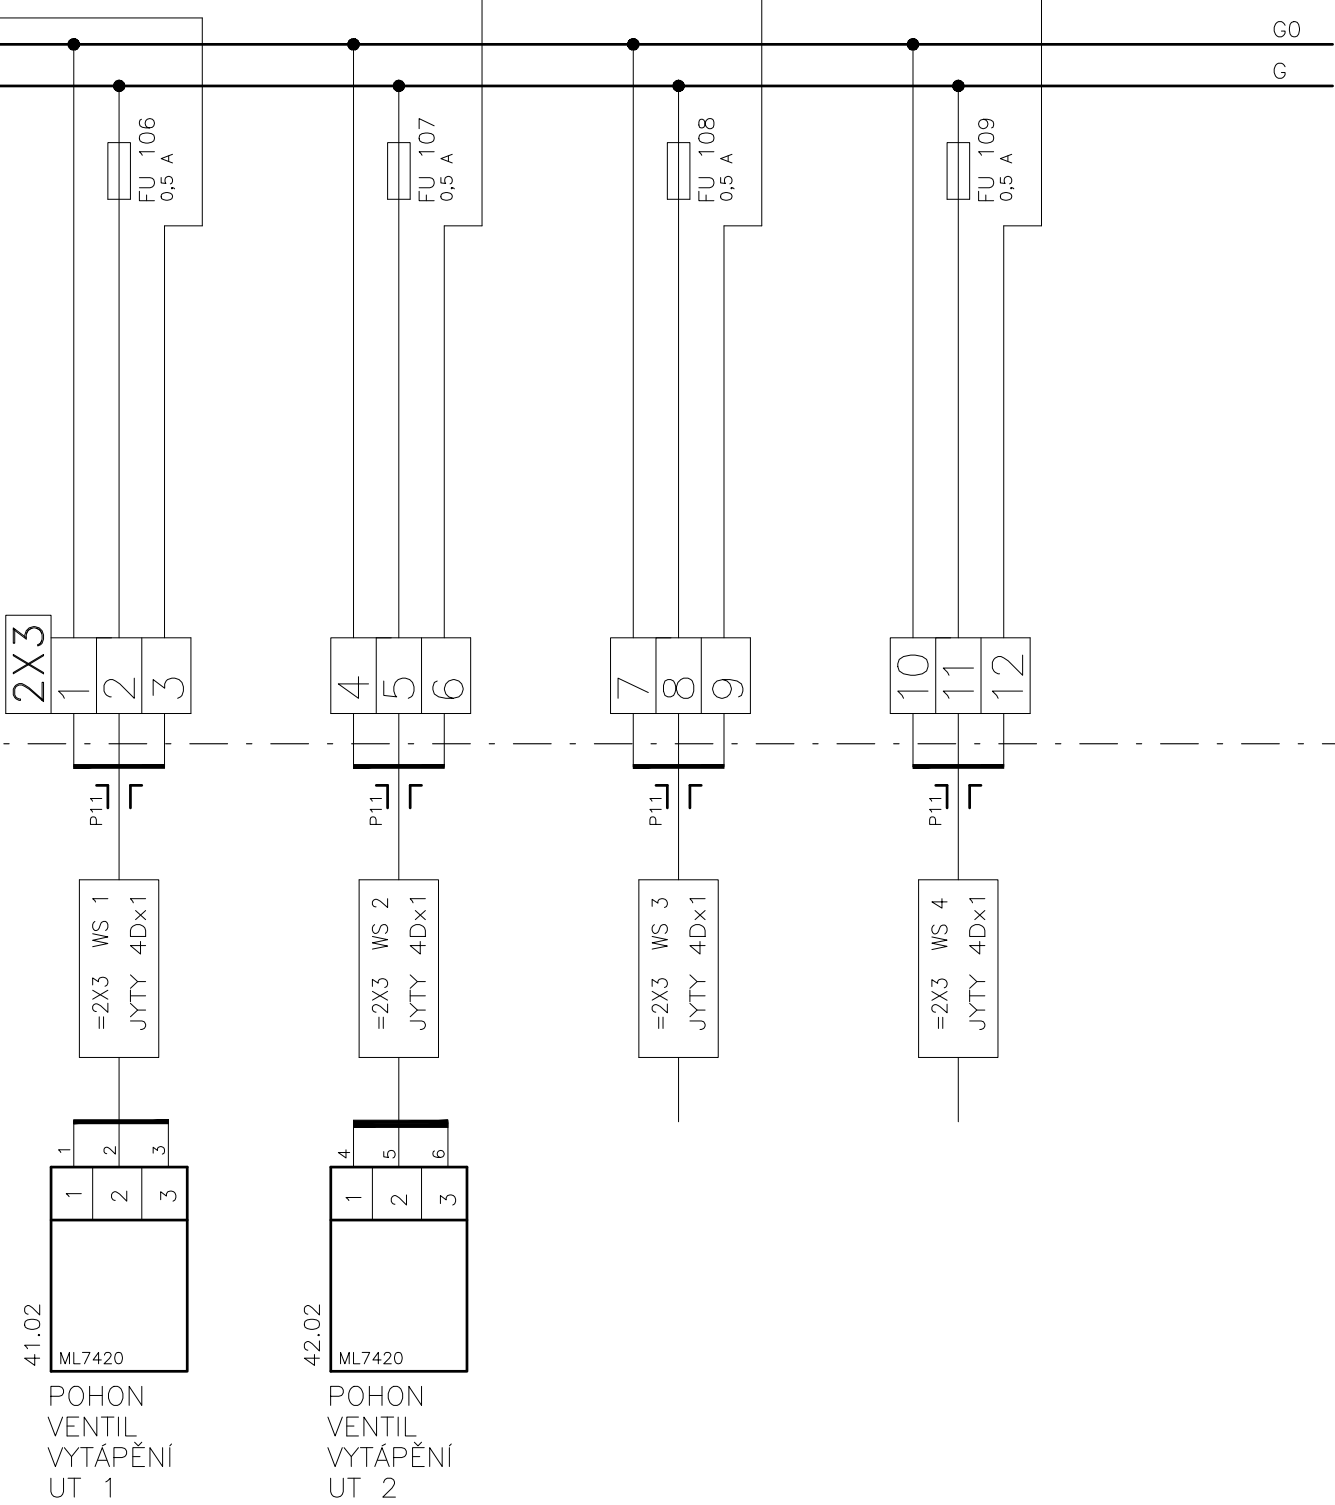 G0
G
FU 106
0,5 A
FU 107
0,5 A
FU 108
0,5 A
FU 109
0,5 A
2X3
1
2
3
4
5
6
7
8
9
10
11
12
P11
P11
P11
P11
=2X3 WS 1
JYTY 4Dx1
=2X3 WS 2
JYTY 4Dx1
=2X3 WS 3
JYTY 4Dx1
=2X3 WS 4
JYTY 4Dx1
1
2
3
4
5
6
1
2
3
1
2
3
41.02
ML7420
42.02
ML7420
POHON
VENTIL
VYTÁPĚNÍ
UT 1
POHON
VENTIL
VYTÁPĚNÍ
UT 2